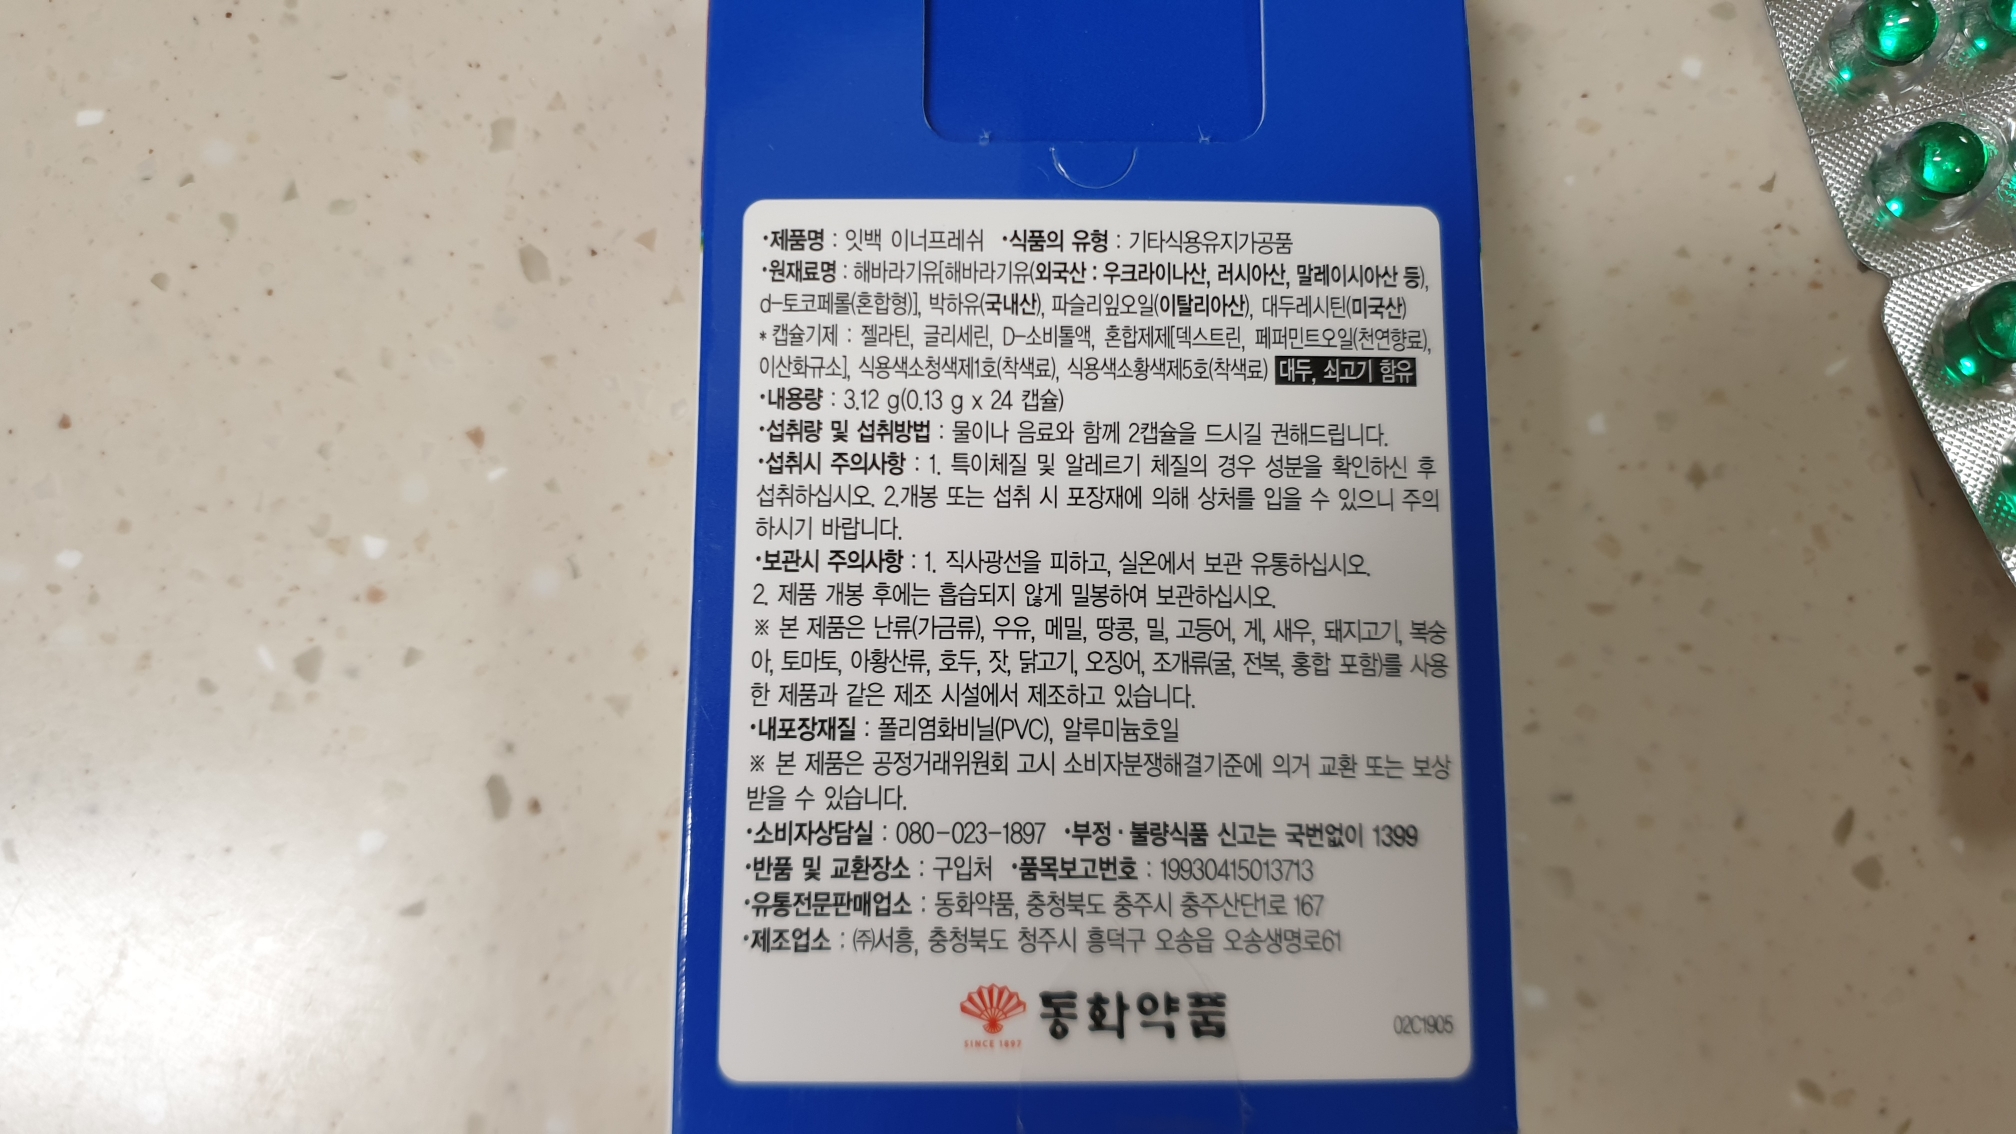 ·제품명 : 잇백 이너프레쉬 ·식품의 유형 : 기타식용유지가공품
·원재료명 : 해바라기유[해바라기유(외국산 : 우크라이나산, 러시아산, 말레이시아산 등),
d-토코페롤(혼합형)], 박하유(국내산), 파슬리잎오일(이탈리아산), 대두레시틴(미국산)
* 캡슐기제 : 젤라틴, 글리세린, D-소비톨액, 혼합제제[덱스트린, 페퍼민트오일(천연향료),
이산화규소], 식용색소청색제1호(착색료), 식용색소황색제5호(착색료) 대두, 쇠고기 함유
·내용량 : 3.12 g(0.13 g x 24 캡슐)
·섭취량 및 섭취방법 : 물이나 음료와 함께 2캡슐을 드시길 권해드립니다.
·섭취시 주의사항 : 1. 특이체질 및 알레르기 체질의 경우 성분을 확인하신 후
섭취하십시오. 2.개봉 또는 섭취 시 포장재에 의해 상처를 입을 수 있으니 주의
하시기 바랍니다.
·보관시 주의사항 : 1. 직사광선을 피하고, 실온에서 보관 유통하십시오.
2. 제품 개봉 후에는 흡습되지 않게 밀봉하여 보관하십시오.
※ 본 제품은 난류(가금류), 우유, 메밀, 땅콩, 밀, 고등어, 게, 새우, 돼지고기, 복숭
아, 토마토, 아황산류, 호두, 잣, 닭고기, 오징어, 조개류(굴, 전복, 홍합 포함)를 사용
한 제품과 같은 제조 시설에서 제조하고 있습니다.
·내포장재질 : 폴리염화비닐(PVC), 알루미늄호일
※ 본 제품은 공정거래위원회 고시 소비자분쟁해결기준에 의거 교환 또는 보상
받을 수 있습니다.
·소비자상담실 : 080-023-1897 ·부정·불량식품 신고는 국번없이 1399
·반품 및 교환장소 : 구입처 ·품목보고번호 : 19930415013713
·유통전문판매업소 : 동화약품, 충청북도 충주시 충주산단1로 167
·제조업소 : ㈜서흥, 충청북도 청주시 흥덕구 오송읍 오송생명로61
동화약품
SINCE 1897
02C1905